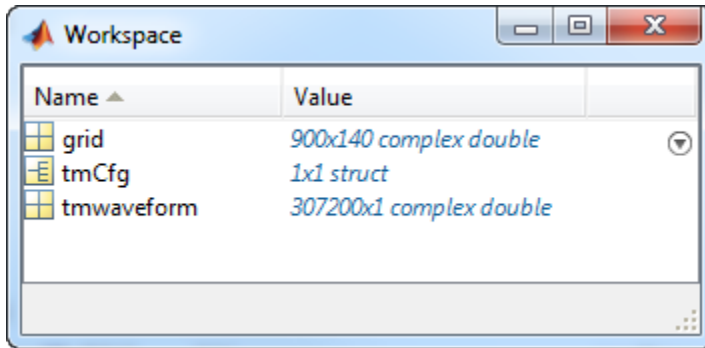 Workspace
Name Value
grid 900x140 complex double
tmCfg 1x1 struct
tmwaveform 307200x1 complex double